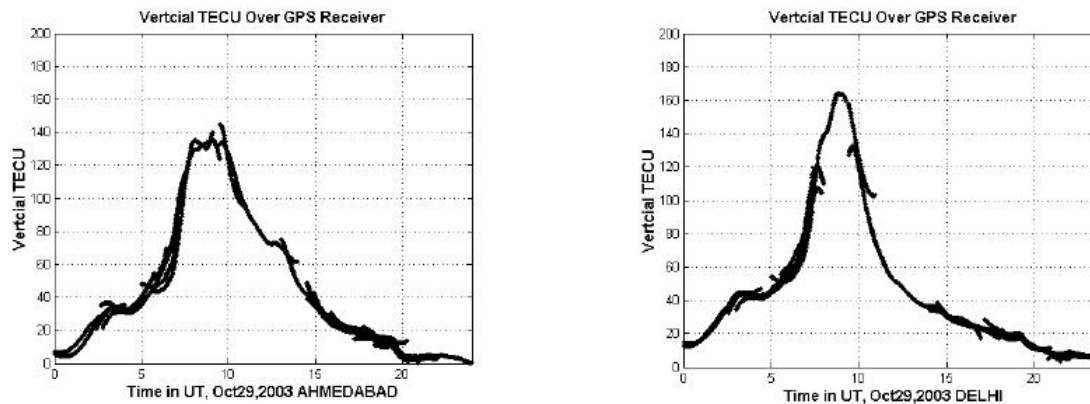 Vertcial TECU Over GPS Receiver
200
180
160
140
120
100
80
60
40
20
0
Vertcial TECU
0 5 10 15 20
Time in UT, Oct29,2003 AHMEDABAD
Vertcial TECU Over GPS Receiver
200
180
160
140
120
100
80
60
40
20
0
Vertcial TECU
0 5 10 15 20
Time in UT, Oct29,2003 DELHI